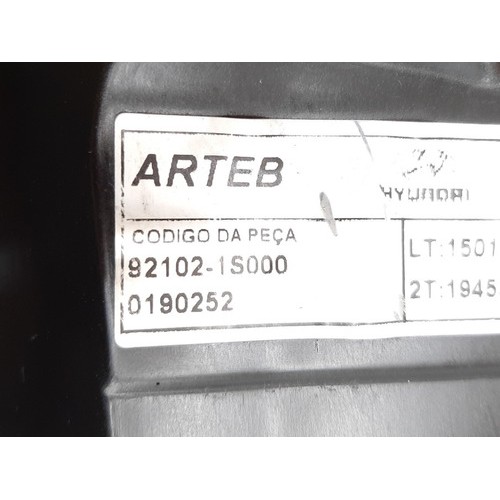 ARTEB
HYUNDAI
CODIGO DA PEÇA
92102-1S000
0190252
LT:1501
2T:1945